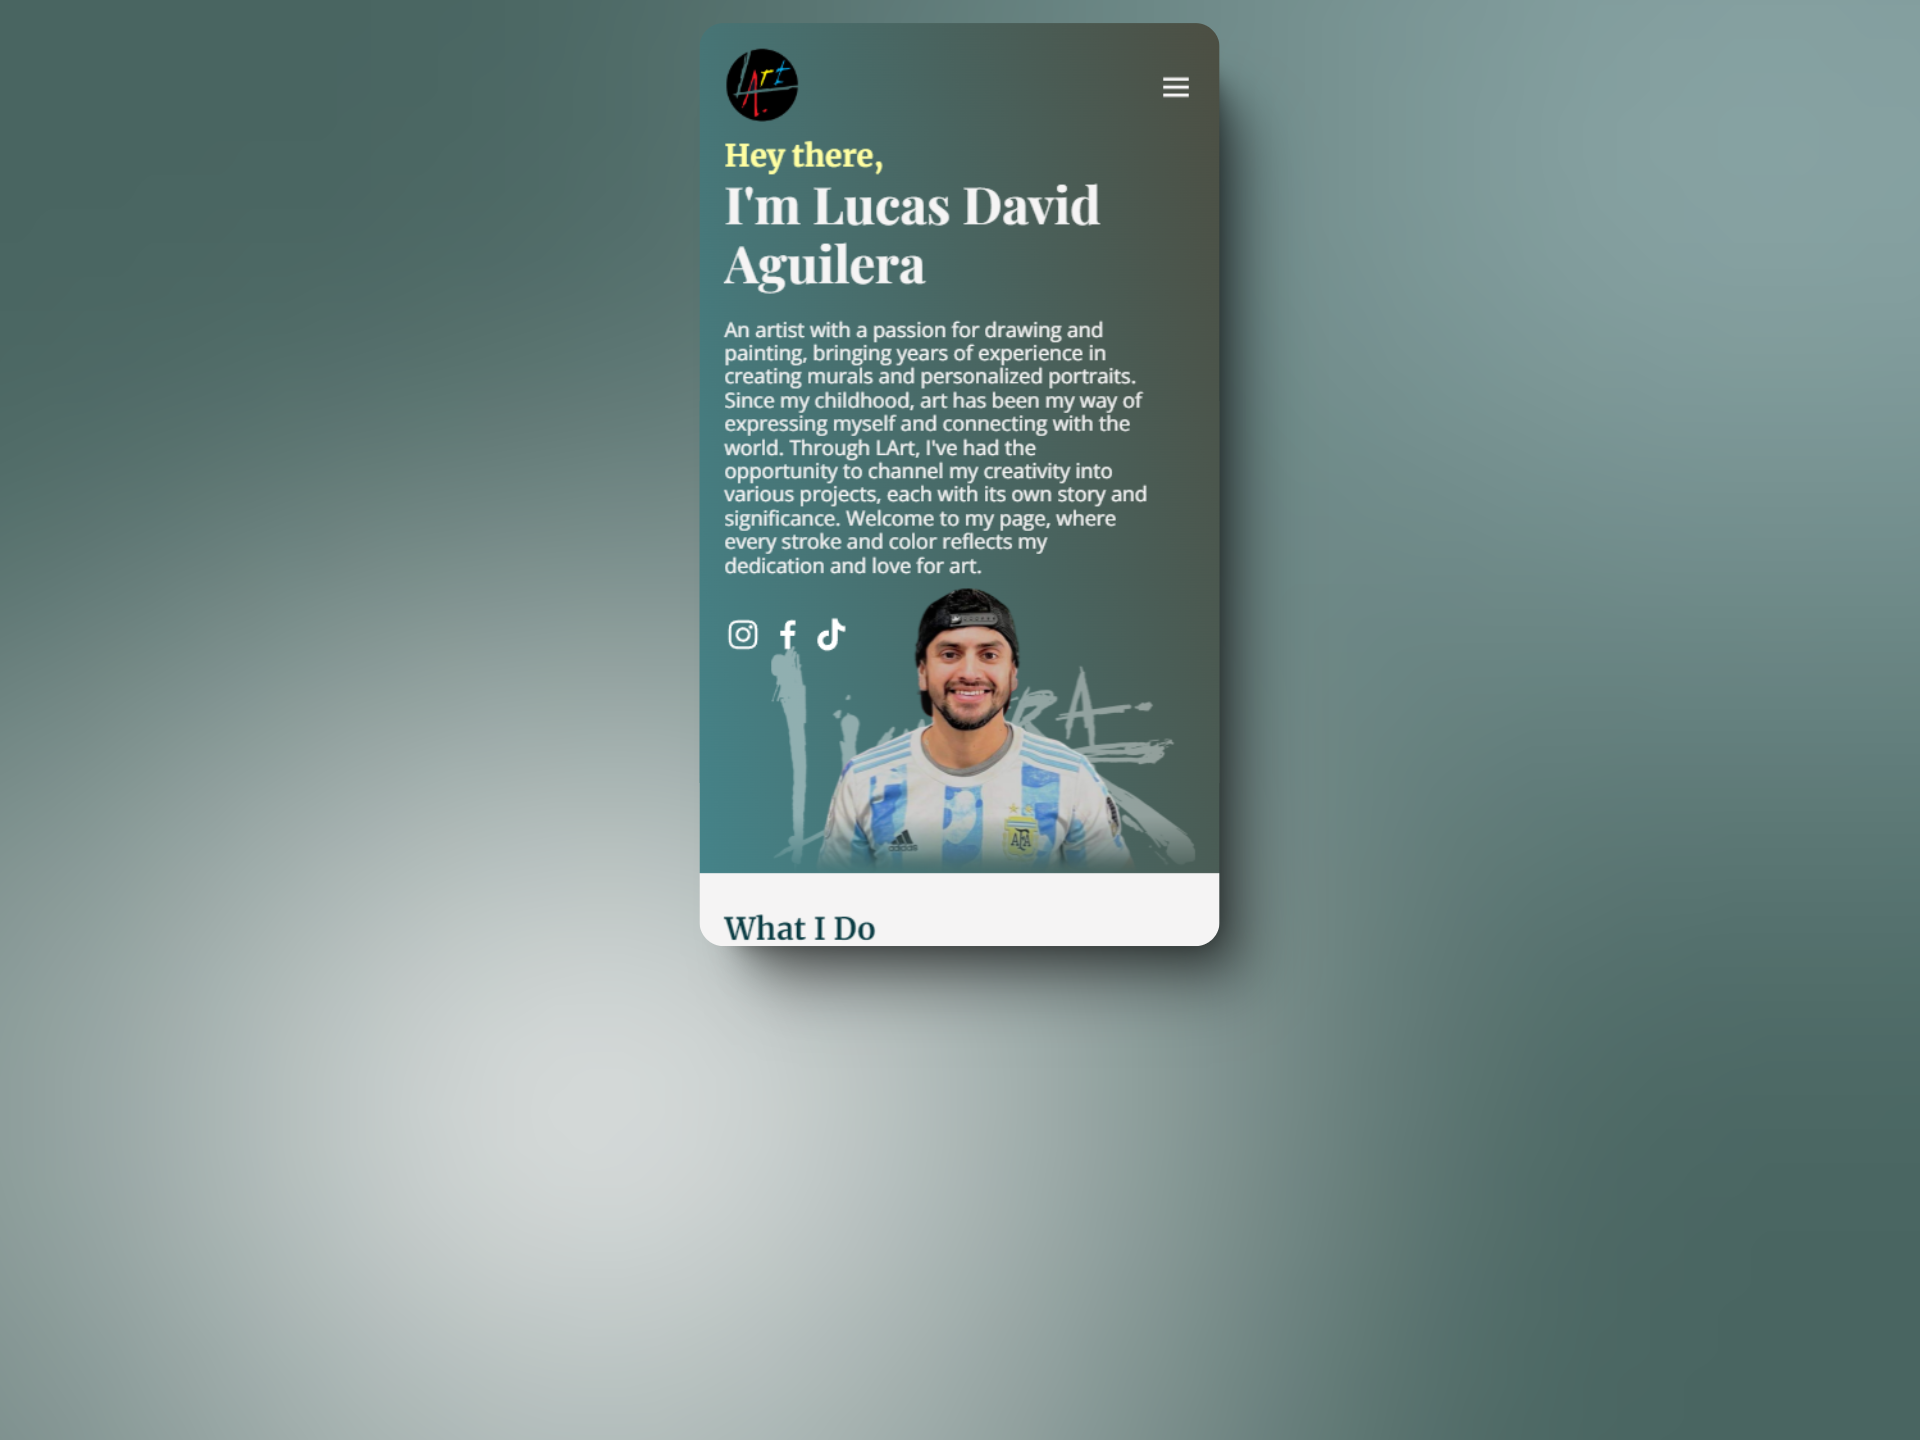 LArt
Hey there,
I'm Lucas David
Aguilera
An artist with a passion for drawing and
painting, bringing years of experience in
creating murals and personalized portraits.
Since my childhood, art has been my way of
expressing myself and connecting with the
world. Through LArt, I've had the
opportunity to channel my creativity into
various projects, each with its own story and
significance. Welcome to my page, where
every stroke and color reflects my
dedication and love for art.
adidas
AFA
What I Do